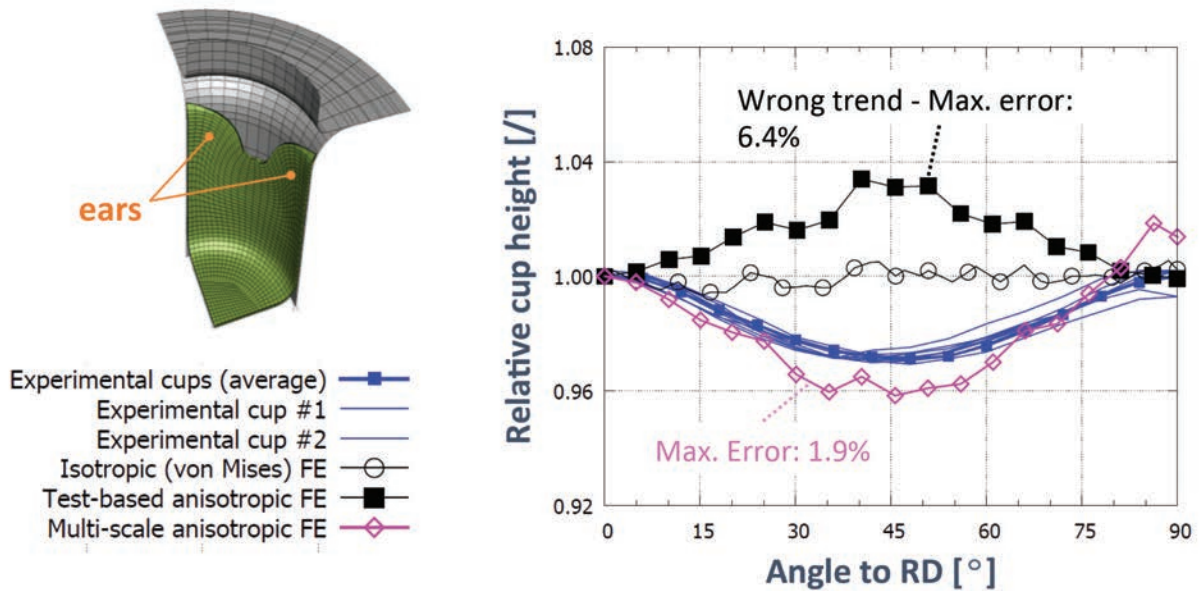 ears
Experimental cups (average)
Experimental cup #1
Experimental cup #2
Isotropic (von Mises) FE
Test-based anisotropic FE
Multi-scale anisotropic FE
Relative cup height [/]
1.08
1.04
1.00
0.96
0.92
Wrong trend - Max. error:
6.4%
Max. Error: 1.9%
0 15 30 45 60 75 90
Angle to RD [°]